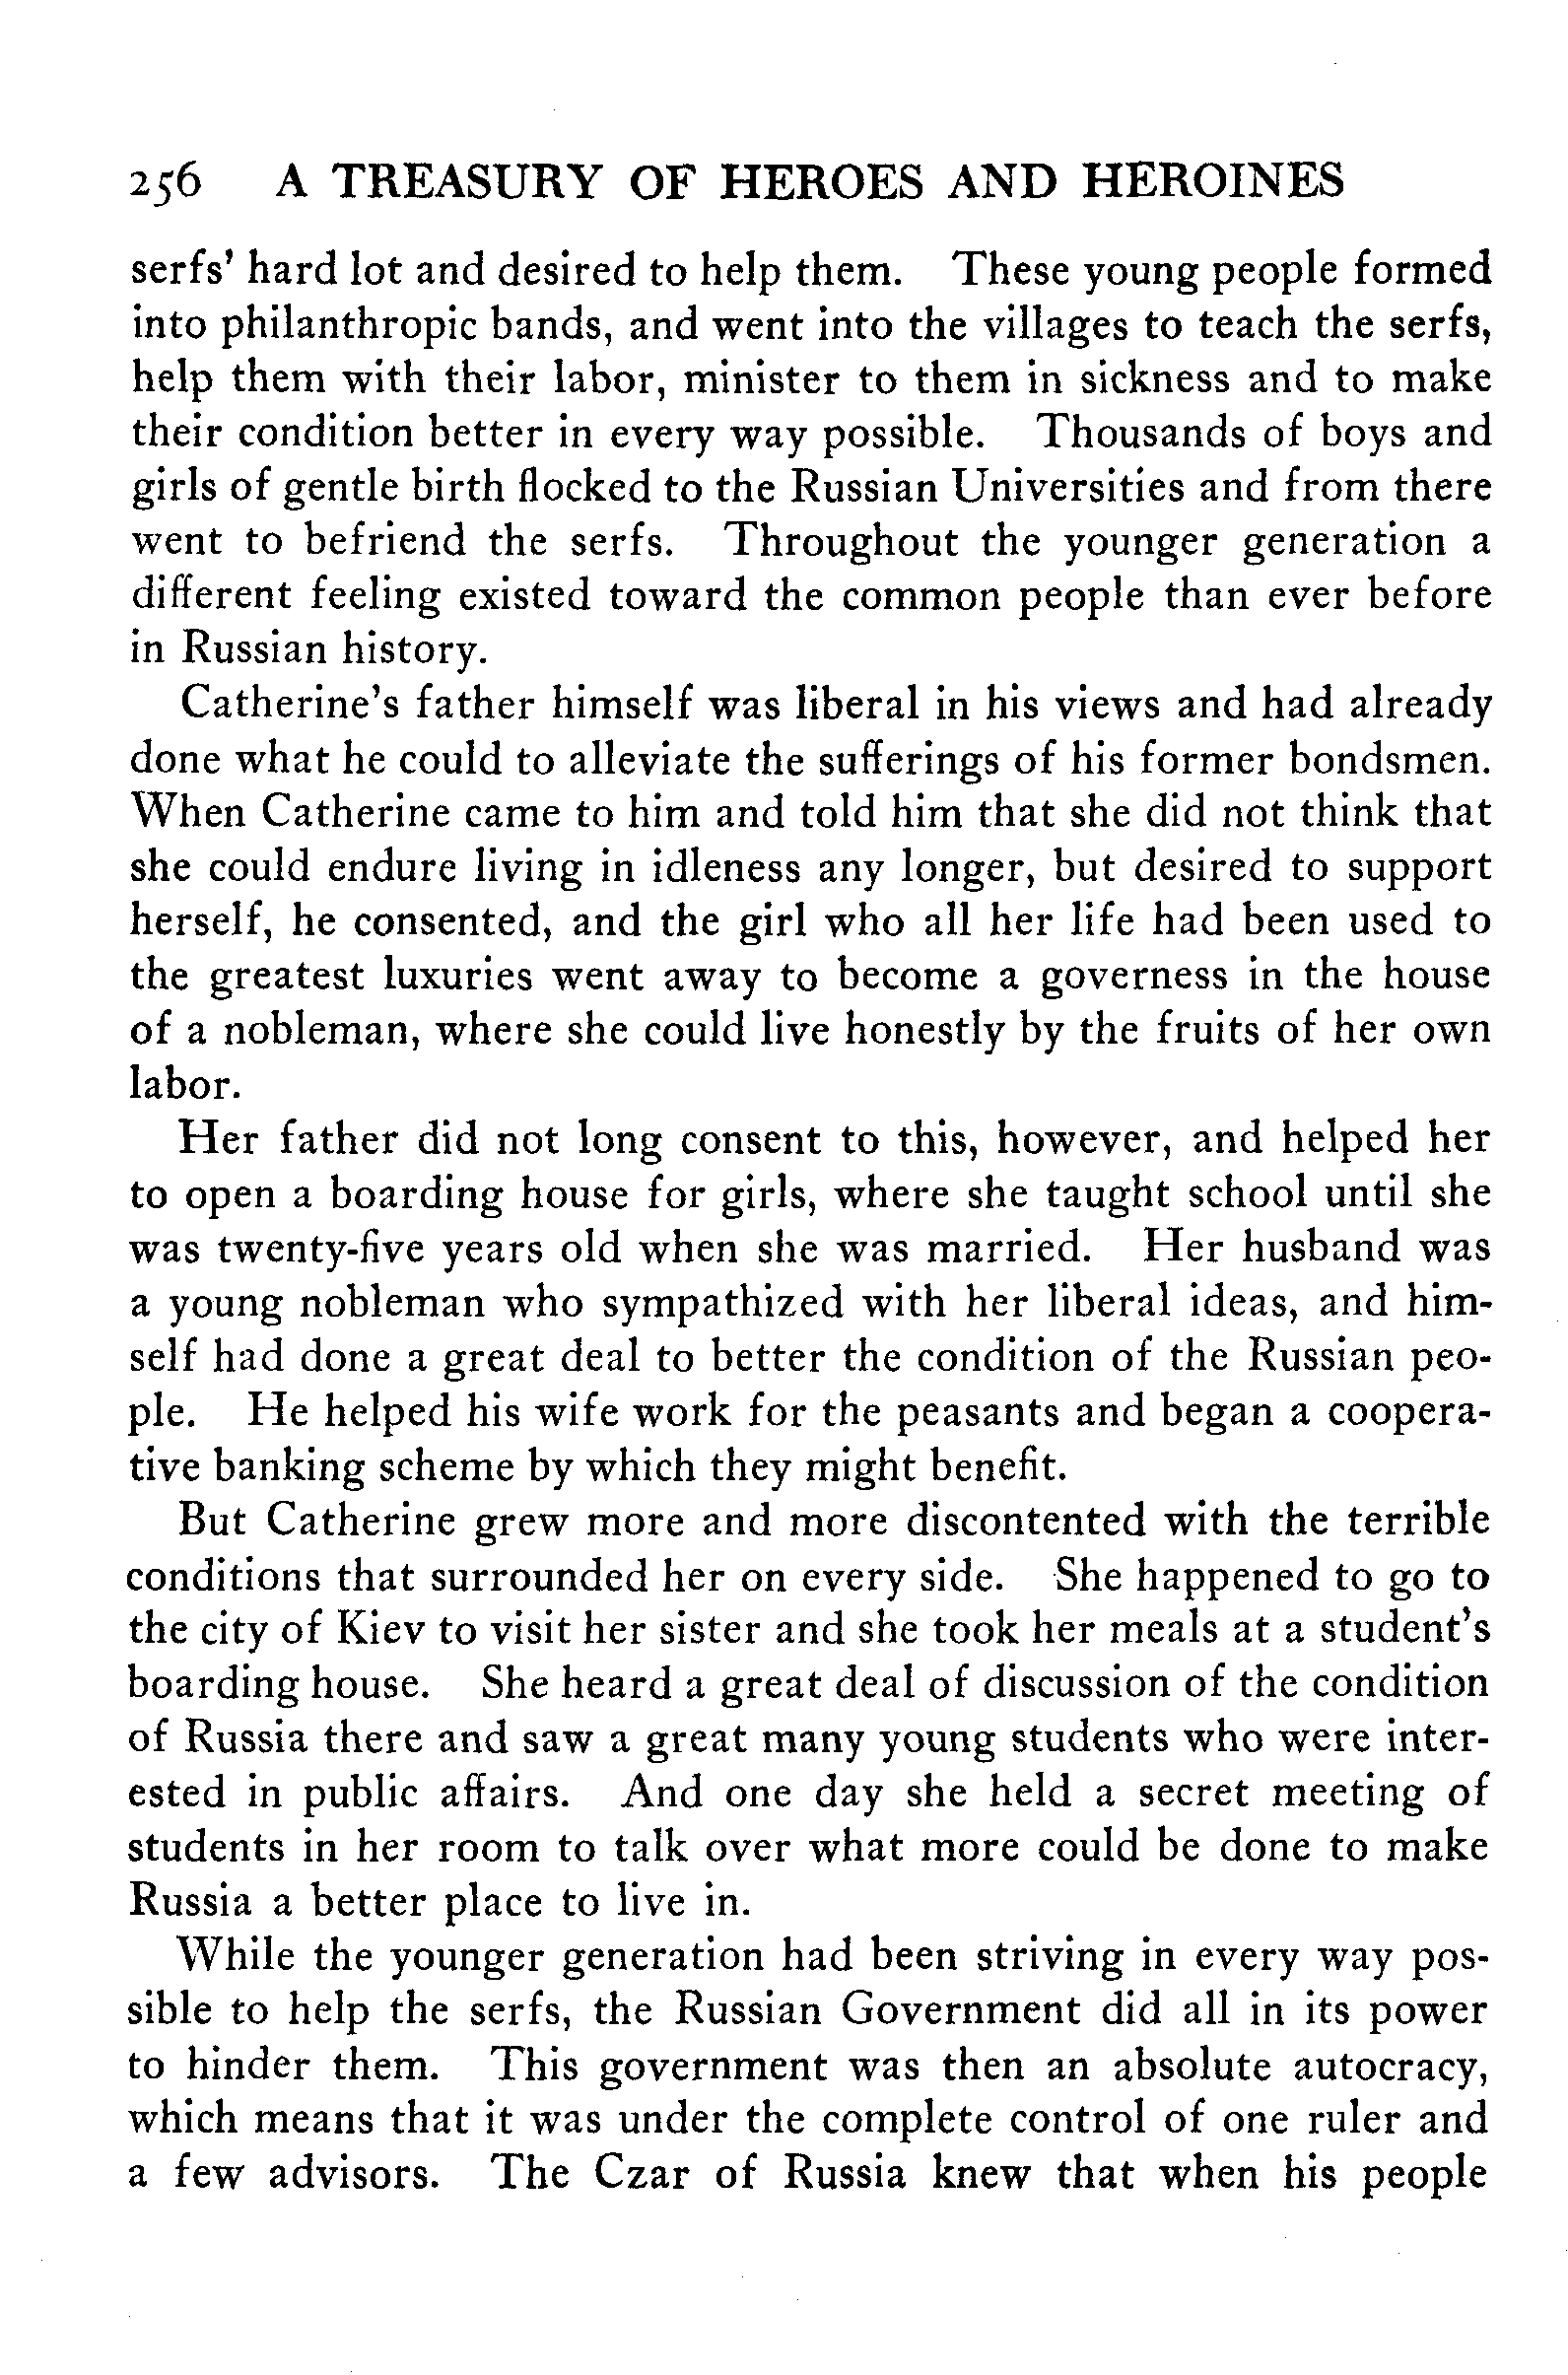 256 A TREASURY OF HEROES AND HEROINES
serfs' hard lot and desired to help them. These young people formed
into philanthropic bands, and went into the villages to teach the serfs,
help them with their labor, minister to them in sickness and to make
their condition better in every way possible. Thousands of boys and
girls of gentle birth flocked to the Russian Universities and from there
went to befriend the serfs. Throughout the younger generation a
different feeling existed toward the common people than ever before
in Russian history.
Catherine's father himself was liberal in his views and had already
done what he could to alleviate the sufferings of his former bondsmen.
When Catherine came to him and told him that she did not think that
she could endure living in idleness any longer, but desired to support
herself, he consented, and the girl who all her life had been used to
the greatest luxuries went away to become a governess in the house
of a nobleman, where she could live honestly by the fruits of her own
labor.
Her father did not long consent to this, however, and helped her
to open a boarding house for girls, where she taught school until she
was twenty-five years old when she was married. Her husband was
a young nobleman who sympathized with her liberal ideas, and him-
self had done a great deal to better the condition of the Russian peo-
ple. He helped his wife work for the peasants and began a coopera-
tive banking scheme by which they might benefit.
But Catherine grew more and more discontented with the terrible
conditions that surrounded her on every side. She happened to go to
the city of Kiev to visit her sister and she took her meals at a student's
boarding house. She heard a great deal of discussion of the condition
of Russia there and saw a great many young students who were inter-
ested in public affairs. And one day she held a secret meeting of
students in her room to talk over what more could be done to make
Russia a better place to live in.
While the younger generation had been striving in every way pos-
sible to help the serfs, the Russian Government did all in its power
to hinder them. This government was then an absolute autocracy,
which means that it was under the complete control of one ruler and
a few advisors. The Czar of Russia knew that when his people